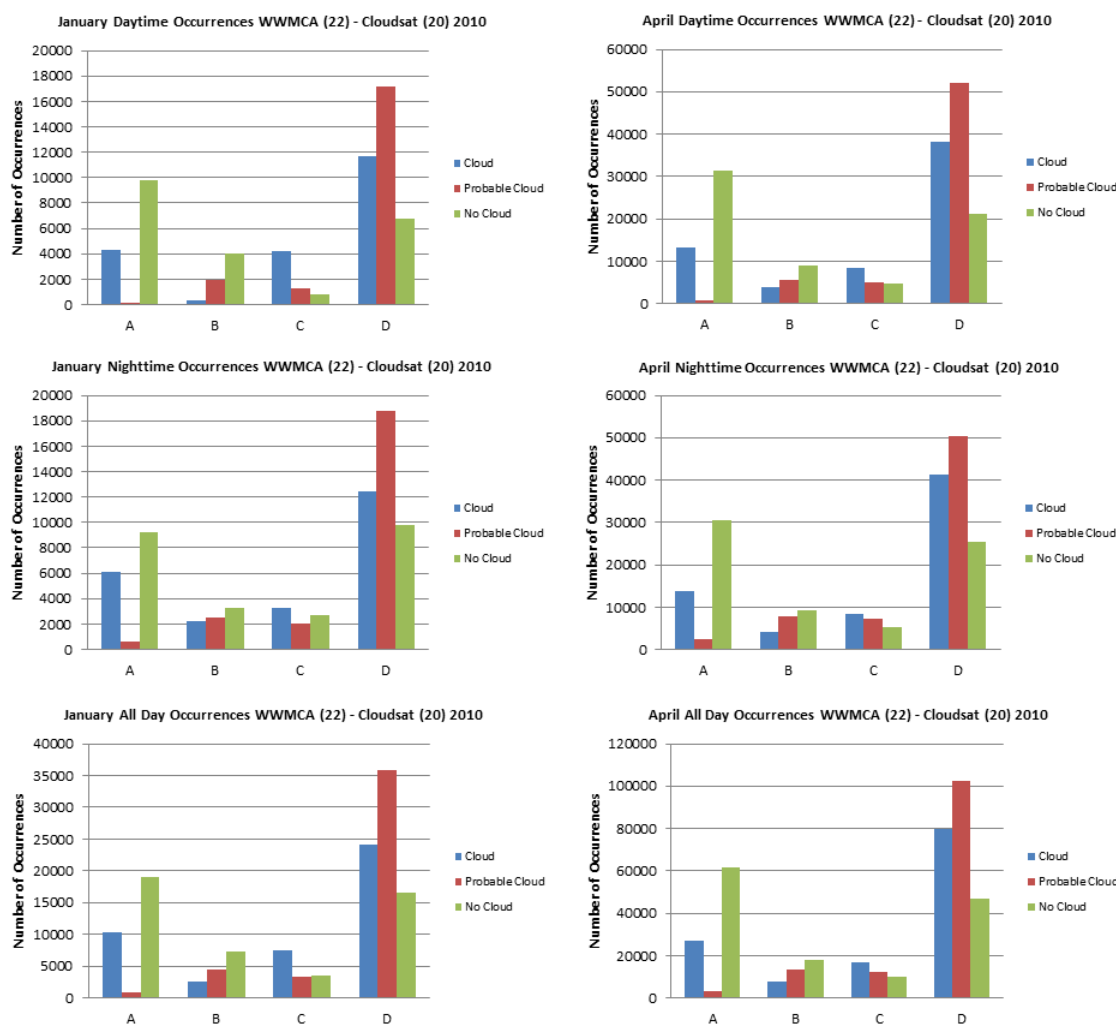 January Daytime Occurrences WWMCA (22) - Cloudsat (20) 2010
20000
18000
16000
14000
12000
10000
8000
6000
4000
2000
0
Number of Occurrences
A B C D
Cloud
Probable Cloud
No Cloud
April Daytime Occurrences WWMCA (22) - Cloudsat (20) 2010
60000
50000
40000
30000
20000
10000
0
Number of Occurrences
A B C D
Cloud
Probable Cloud
No Cloud
January Nighttime Occurrences WWMCA (22) - Cloudsat (20) 2010
20000
18000
16000
14000
12000
10000
8000
6000
4000
2000
0
Number of Occurrences
A B C D
Cloud
Probable Cloud
No Cloud
April Nighttime Occurrences WWMCA (22) - Cloudsat (20) 2010
60000
50000
40000
30000
20000
10000
0
Number of Occurrences
A B C D
Cloud
Probable Cloud
No Cloud
January All Day Occurrences WWMCA (22) - Cloudsat (20) 2010
40000
35000
30000
25000
20000
15000
10000
5000
0
Number of Occurrences
A B C D
Cloud
Probable Cloud
No Cloud
April All Day Occurrences WWMCA (22) - Cloudsat (20) 2010
120000
100000
80000
60000
40000
20000
0
Number of Occurrences
A B C D
Cloud
Probable Cloud
No Cloud